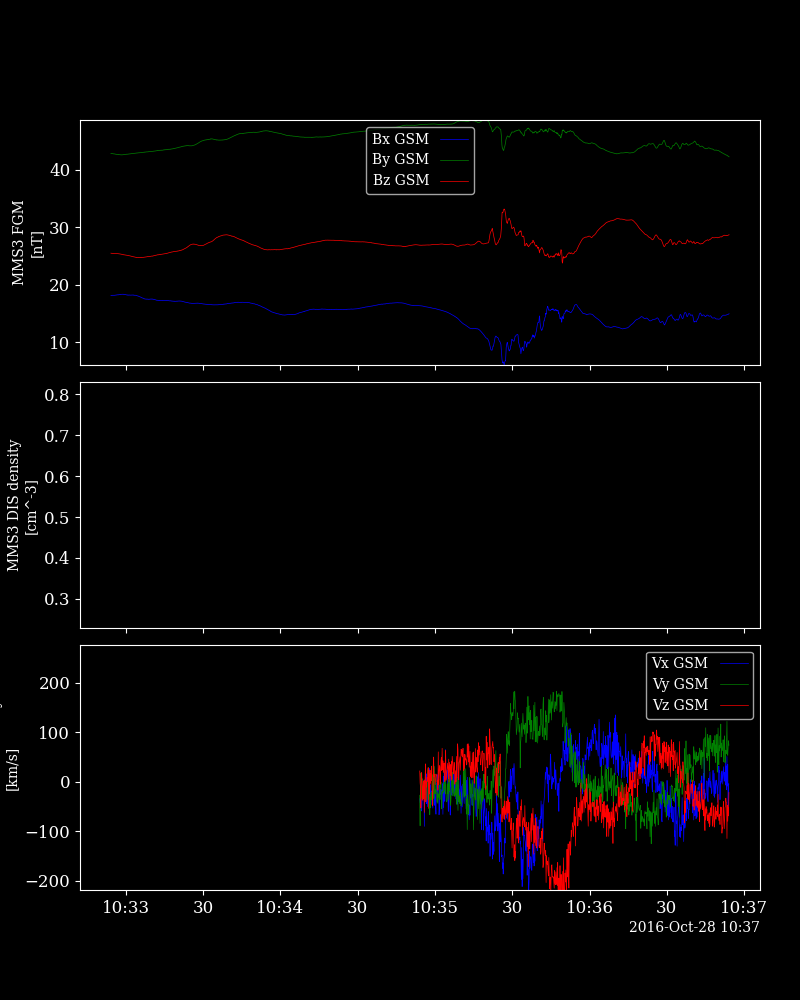 MMS3 FGM
[nT]
40
30
20
10
Bx GSM
By GSM
Bz GSM
MMS3 DIS density
[cm^-3]
0.8
0.7
0.6
0.5
0.4
0.3
[km/s]
200
100
0
−100
−200
Vx GSM
Vy GSM
Vz GSM
10:33 30 10:34 30 10:35 30 10:36 30 10:37
2016-Oct-28 10:37